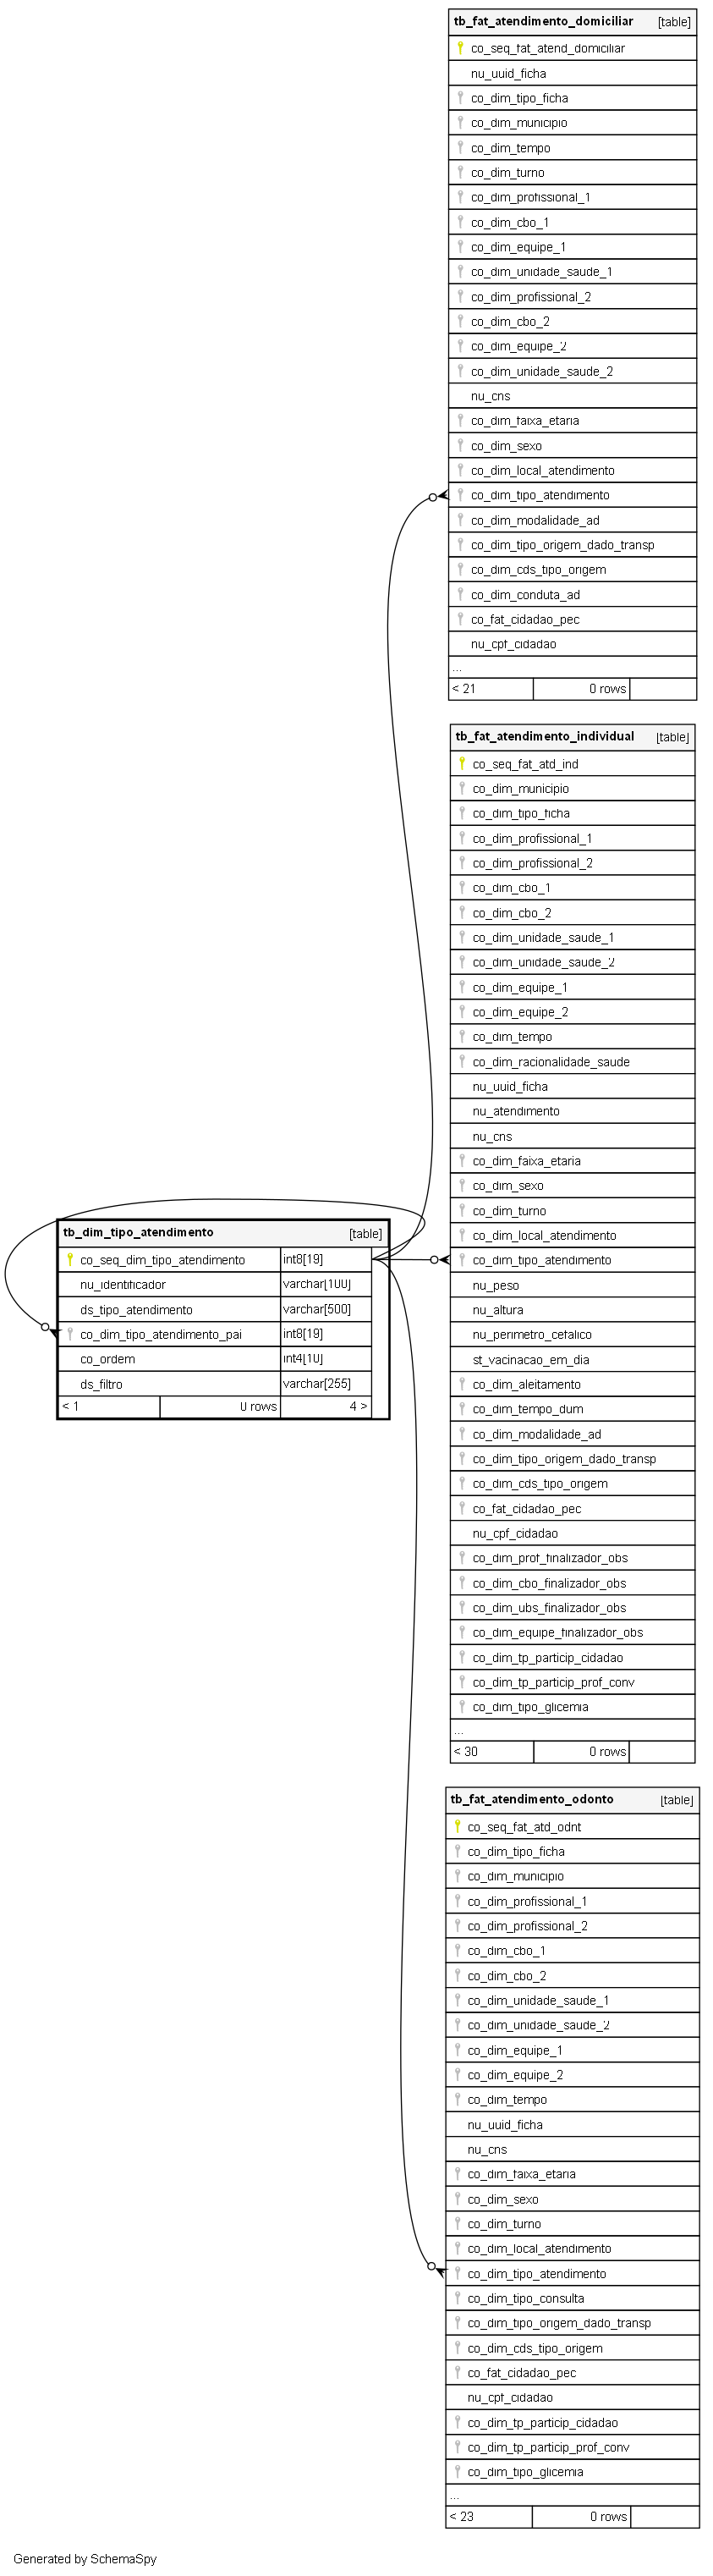 tb_fat_atendimento_domiciliar [table]
co_seq_fat_atend_domiciliar
nu_uuid_ficha
co_dim_tipo_ficha
co_dim_municipio
co_dim_tempo
co_dim_turno
co_dim_profissional_1
co_dim_cbo_1
co_dim_equipe_1
co_dim_unidade_saude_1
co_dim_profissional_2
co_dim_cbo_2
co_dim_equipe_2
co_dim_unidade_saude_2
nu_cns
co_dim_faixa_etaria
co_dim_sexo
co_dim_local_atendimento
co_dim_tipo_atendimento
co_dim_modalidade_ad
co_dim_tipo_origem_dado_transp
co_dim_cds_tipo_origem
co_dim_conduta_ad
co_fat_cidadao_pec
nu_cpf_cidadao
...
< 21 0 rows
tb_fat_atendimento_individual [table]
co_seq_fat_atd_ind
co_dim_municipio
co_dim_tipo_ficha
co_dim_profissional_1
co_dim_profissional_2
co_dim_cbo_1
co_dim_cbo_2
co_dim_unidade_saude_1
co_dim_unidade_saude_2
co_dim_equipe_1
co_dim_equipe_2
co_dim_tempo
co_dim_racionalidade_saude
nu_uuid_ficha
nu_atendimento
nu_cns
co_dim_faixa_etaria
co_dim_sexo
co_dim_turno
co_dim_local_atendimento
co_dim_tipo_atendimento
nu_peso
nu_altura
nu_perimetro_cefalico
st_vacinacao_em_dia
co_dim_aleitamento
co_dim_tempo_dum
co_dim_modalidade_ad
co_dim_tipo_origem_dado_transp
co_dim_cds_tipo_origem
co_fat_cidadao_pec
nu_cpf_cidadao
co_dim_prof_finalizador_obs
co_dim_cbo_finalizador_obs
co_dim_ubs_finalizador_obs
co_dim_equipe_finalizador_obs
co_dim_tp_particip_cidadao
co_dim_tp_particip_prof_conv
co_dim_tipo_glicemia
...
< 30 0 rows
tb_dim_tipo_atendimento [table]
co_seq_dim_tipo_atendimento int8[19]
nu_identificador varchar[100]
ds_tipo_atendimento varchar[500]
co_dim_tipo_atendimento_pai int8[19]
co_ordem int4[10]
ds_filtro varchar[255]
< 1 0 rows 4 >
tb_fat_atendimento_odonto [table]
co_seq_fat_atd_odnt
co_dim_tipo_ficha
co_dim_municipio
co_dim_profissional_1
co_dim_profissional_2
co_dim_cbo_1
co_dim_cbo_2
co_dim_unidade_saude_1
co_dim_unidade_saude_2
co_dim_equipe_1
co_dim_equipe_2
co_dim_tempo
nu_uuid_ficha
nu_cns
co_dim_faixa_etaria
co_dim_sexo
co_dim_turno
co_dim_local_atendimento
co_dim_tipo_atendimento
co_dim_tipo_consulta
co_dim_tipo_origem_dado_transp
co_dim_cds_tipo_origem
co_fat_cidadao_pec
nu_cpf_cidadao
co_dim_tp_particip_cidadao
co_dim_tp_particip_prof_conv
co_dim_tipo_glicemia
...
< 23 0 rows
Generated by SchemaSpy